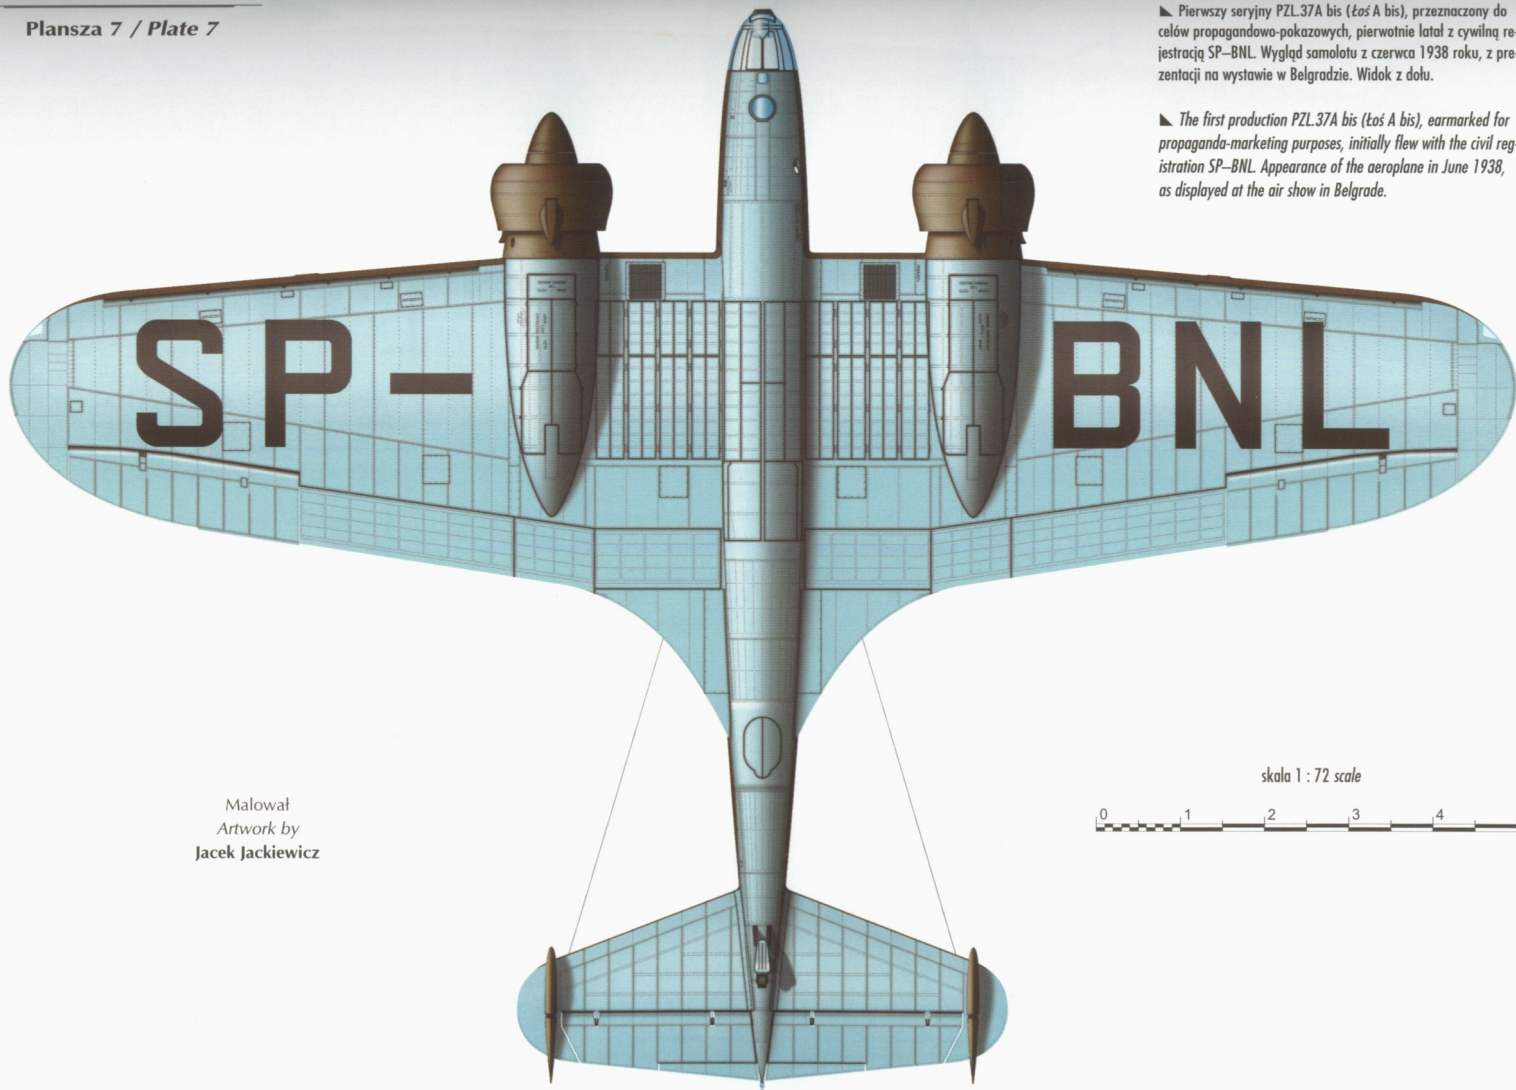 Plansza 7 / Plate 7
◣ Pierwszy seryjny PZL.37A bis (Łoś A bis), przeznaczony do
celów propagandowo-pokazowych, pierwotnie latał z cywilną re-
jestracją SP–BNL. Wygląd samolotu z czerwca 1938 roku, z pre-
zentacji na wystawie w Belgradzie. Widok z dołu.
◣ The first production PZL.37A bis (Łoś A bis), earmarked for
propaganda-marketing purposes, initially flew with the civil reg-
istration SP–BNL. Appearance of the aeroplane in June 1938,
as displayed at the air show in Belgrade.
SP– BNL
Malował
Artwork by
Jacek Jackiewicz
skala 1 : 72 scale
0 1 2 3 4